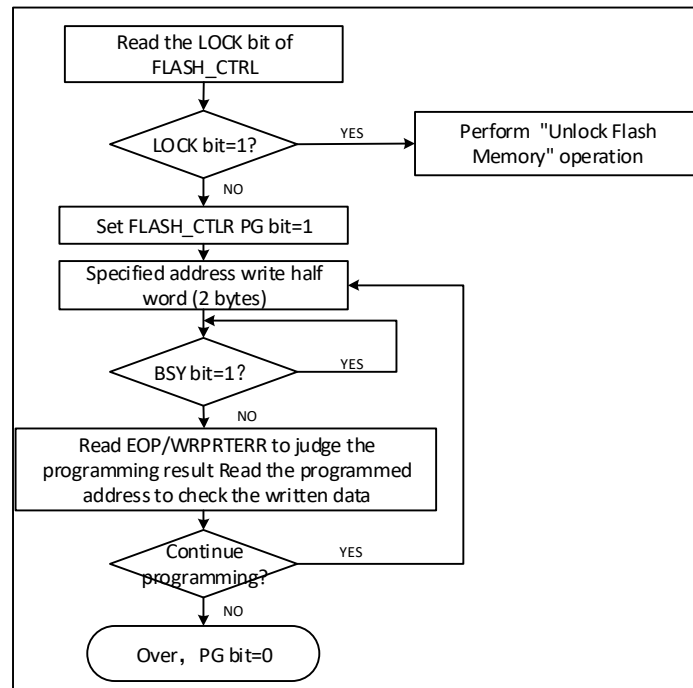 Read the LOCK bit of
FLASH_CTRL
LOCK bit=1?
YES
Perform "Unlock Flash
Memory" operation
NO
Set FLASH_CTLR PG bit=1
Specified address write half
word (2 bytes)
BSY bit=1?
YES
NO
Read EOP/WRPRTERR to judge the
programming result Read the programmed
address to check the written data
Continue
programming?
YES
NO
Over，PG bit=0